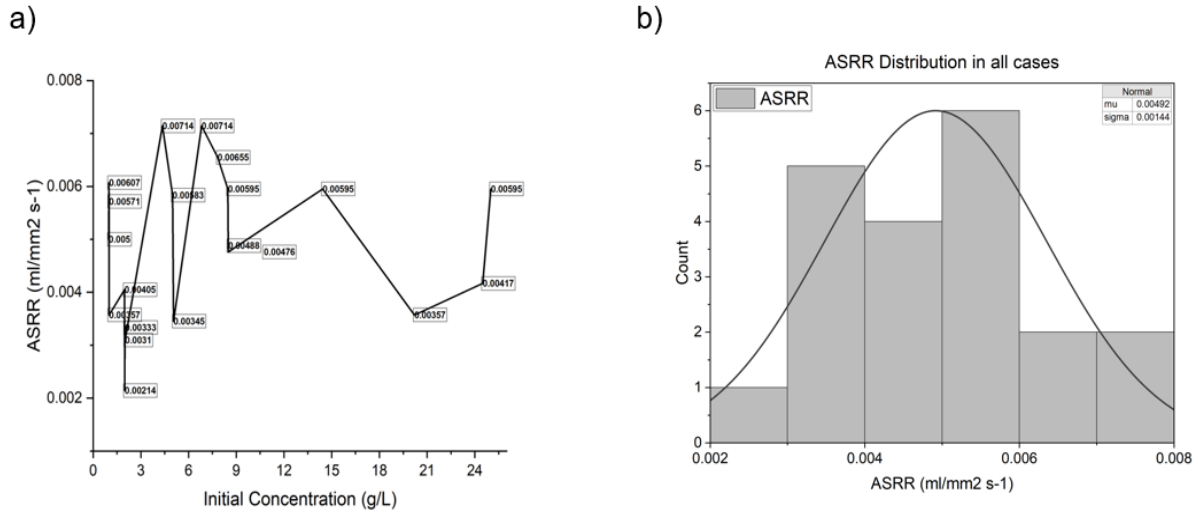 a)
ASRR (ml/mm2 s-1)
0.008
0.006
0.004
0.002
0.00607
0.00571
0.005
0.00357
0.00405
0.00333
0.0031
0.00214
0.00714
0.00583
0.00345
0.00714
0.00655
0.00595
0.00488
0.00476
0.00595
0.00357
0.00417
0.00595
0 3 6 9 12 15 18 21 24
Initial Concentration (g/L)
b)
ASRR Distribution in all cases
ASRR
Normal
mu 0.00492
sigma 0.00144
Count
6
5
4
3
2
1
0
0.002 0.004 0.006 0.008
ASRR (ml/mm2 s-1)